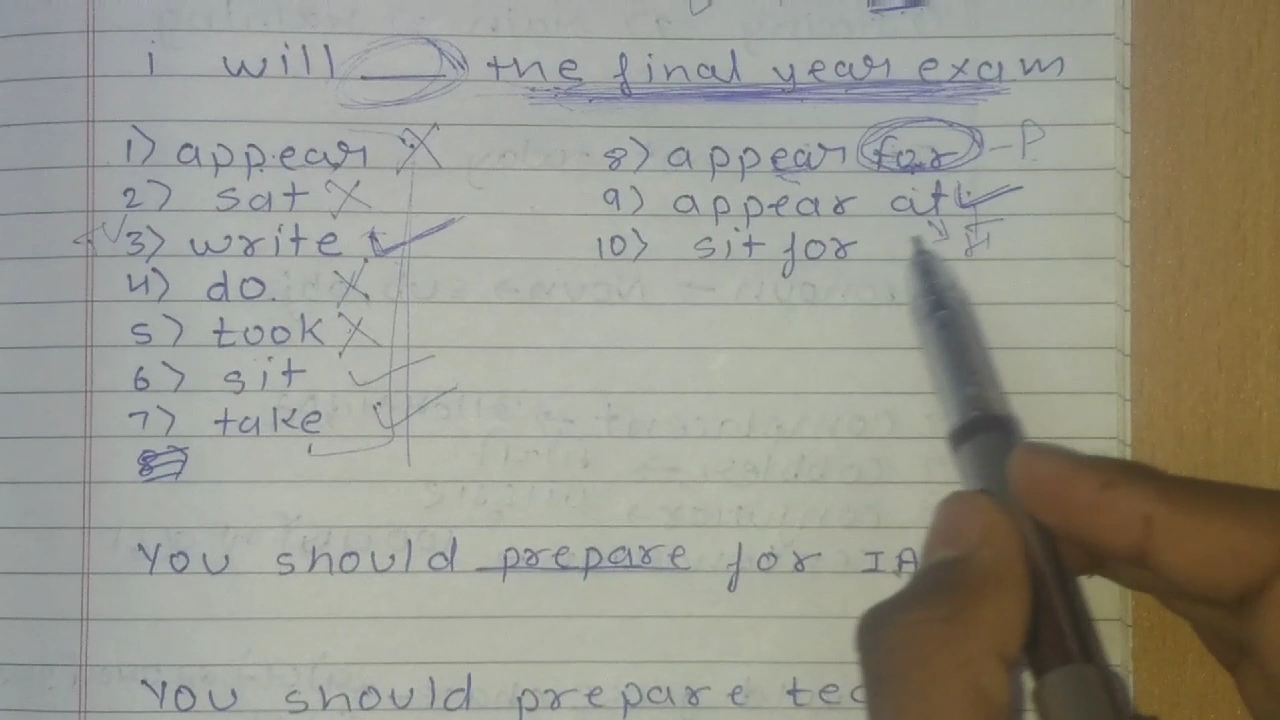 i will ___ the final year exam
1) appear X
2) sat X
3) write ✓
4) do. X
5) took X
6) sit ✓
7) take ✓
8) appear for - P
9) appear at ✓
10) sit for
You should prepare for IA
You should prepare tec